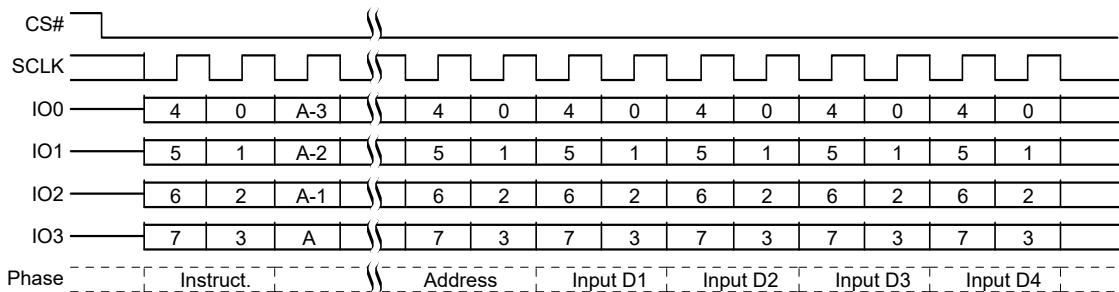 CS#
SCLK
IO0 4 0 A-3 4 0 4 0 4 0 4 0 4 0
IO1 5 1 A-2 5 1 5 1 5 1 5 1 5 1
IO2 6 2 A-1 6 2 6 2 6 2 6 2 6 2
IO3 7 3 A 7 3 7 3 7 3 7 3 7 3
Phase Instruct. Address Input D1 Input D2 Input D3 Input D4